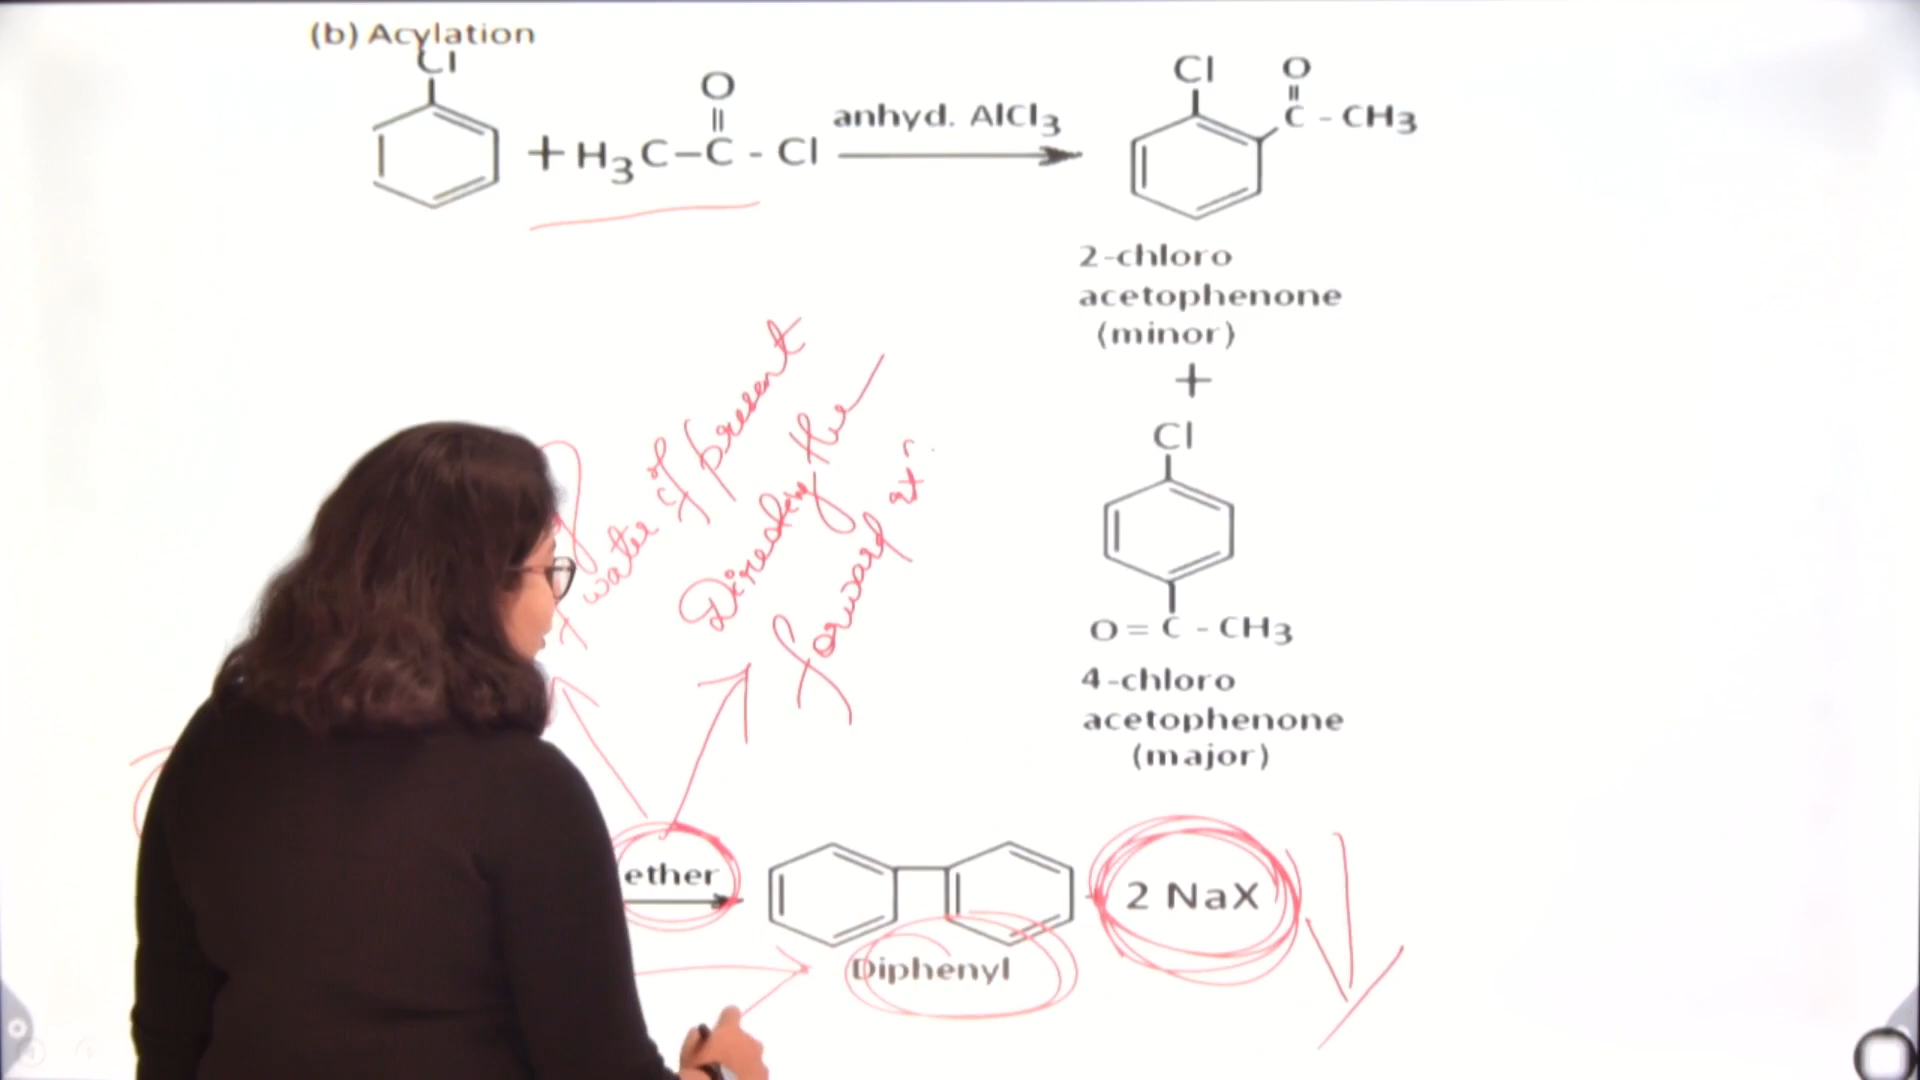 (b) Acylation
Cl
O
H3C-C-Cl
+
anhyd. AlCl3
Cl
O
C-CH3
2-chloro
acetophenone
(minor)
+
Cl
O=C-CH3
4-chloro
acetophenone
(major)
water if present
Directing the
forward
ether
2 NaX
Diphenyl